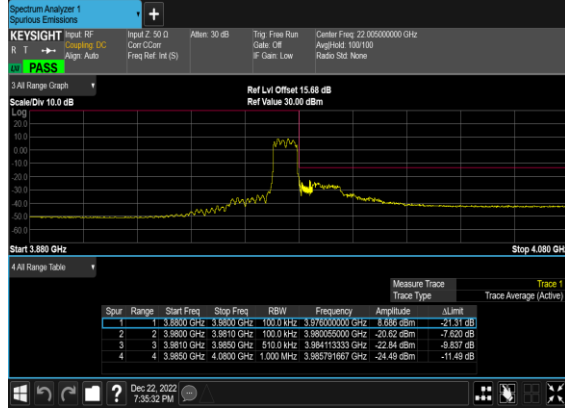 Spectrum Analyzer 1
Spurious Emissions
KEYSIGHT Input: RF Input Z: 50 Ω Atten: 30 dB Trig: Free Run Center Freq: 22.005000000 GHz
R T Coupling: DC Corr CCorr Gate: Off Avg|Hold: 100/100
Align: Auto Freq Ref: Int (S) IF Gain: Low Radio Std: None
PASS
3 All Range Graph Ref Lvl Offset 15.68 dB
Scale/Div 10.0 dB Ref Value 30.00 dBm
Log
20.0
10.0
0.00
-10.0
-20.0
-30.0
-40.0
-50.0
-60.0
Start 3.880 GHz Stop 4.080 GH
4 All Range Table
Measure Trace Trace 1
Trace Type Trace Average (Active)
Spur Range Start Freq Stop Freq RBW Frequency Amplitude ΔLimit
1 1 3.8800 GHz 3.9800 GHz 100.0 kHz 3.976000000 GHz 8.686 dBm -21.31 dB
2 2 3.9800 GHz 3.9810 GHz 100.0 kHz 3.980055000 GHz -20.62 dBm -7.620 dB
3 3 3.9810 GHz 3.9850 GHz 510.0 kHz 3.984113333 GHz -22.84 dBm -9.837 dB
4 4 3.9850 GHz 4.0800 GHz 1.000 MHz 3.985791667 GHz -24.49 dBm -11.49 dB
? Dec 22, 2022
7:35:32 PM